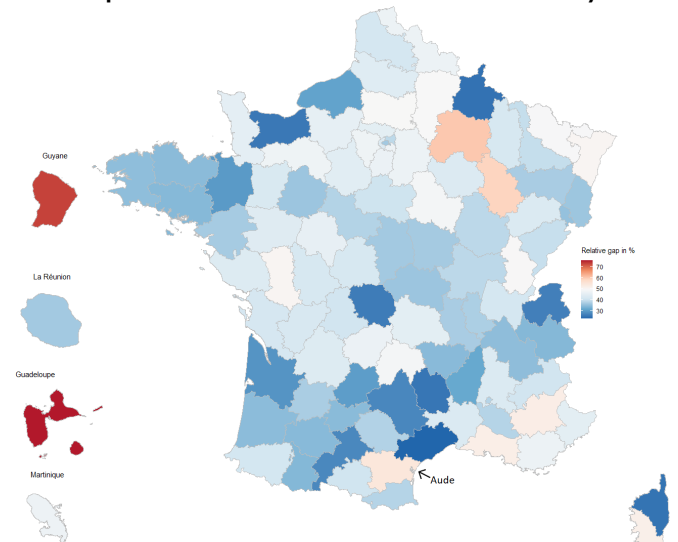 Guyane
La Réunion
Relative gap in %
70
60
50
40
30
Guadeloupe
Martinique
Aude